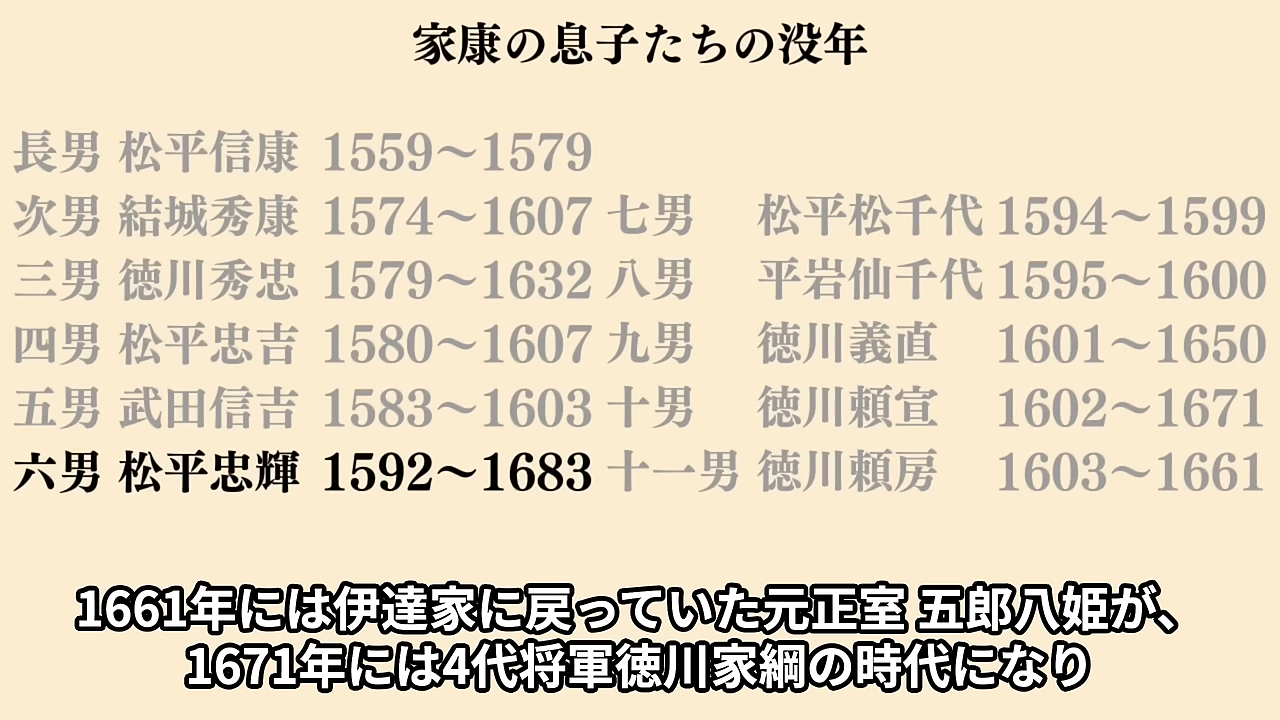 家康の息子たちの没年
長男 松平信康 1559〜1579
次男 結城秀康 1574〜1607 七男 松平松千代 1594〜1599
三男 徳川秀忠 1579〜1632 八男 平岩仙千代 1595〜1600
四男 松平忠吉 1580〜1607 九男 徳川義直 1601〜1650
五男 武田信吉 1583〜1603 十男 徳川頼宣 1602〜1671
六男 松平忠輝 1592〜1683 十一男 徳川頼房 1603〜1661
1661年には伊達家に戻っていた元正室 五郎八姫が、
1671年には4代将軍徳川家綱の時代になり